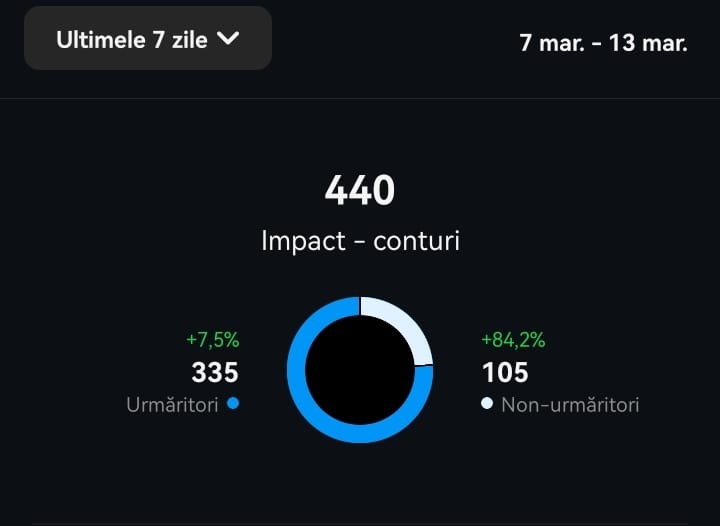 Ultimele 7 zile
7 mar. - 13 mar.
440
Impact - conturi
+7,5%
335
Urmăritori
+84,2%
105
Non-urmăritori